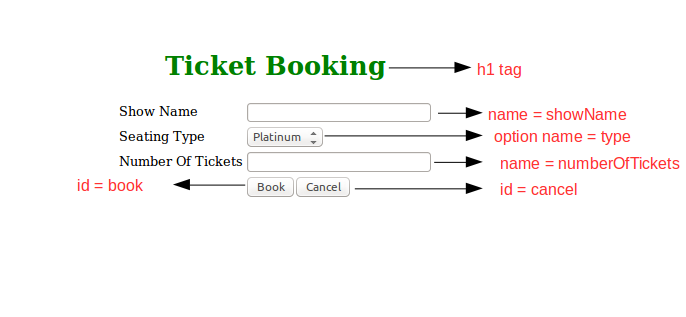 Ticket Booking
h1 tag
Show Name
name = showName
Seating Type
Platinum
option name = type
Number Of Tickets
name = numberOfTickets
id = book
Book
Cancel
id = cancel